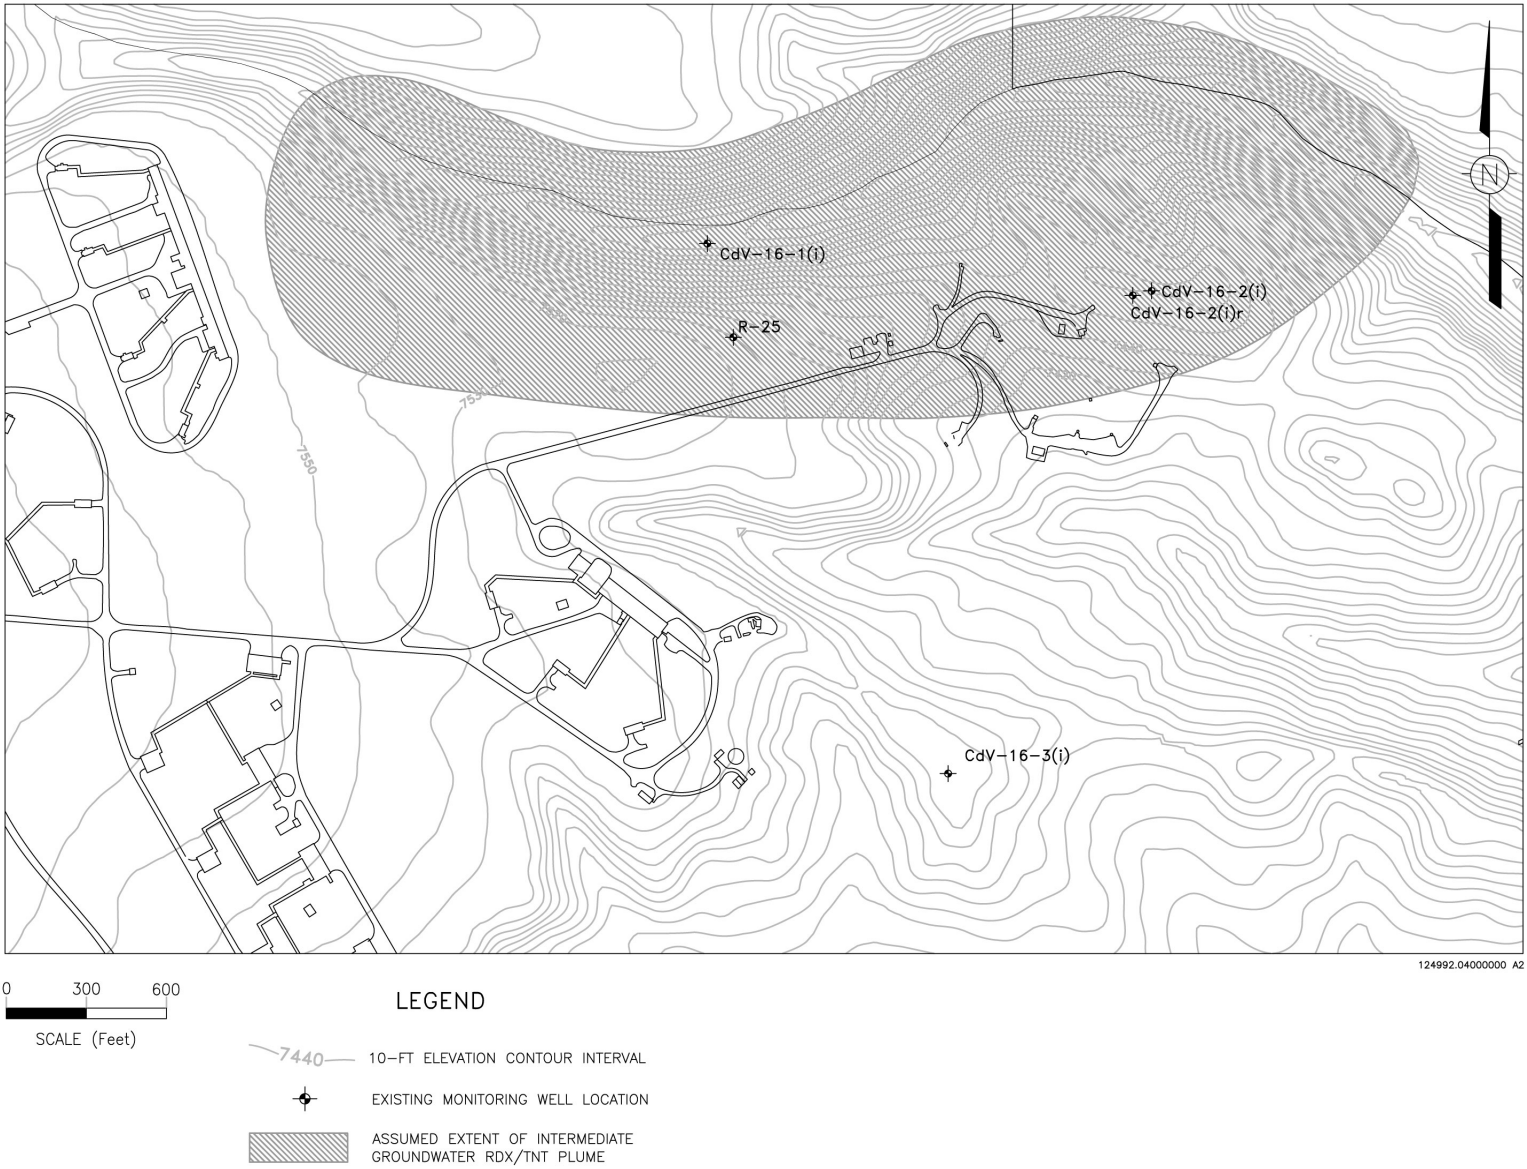 N
CdV-16-1(i)
CdV-16-2(i)
CdV-16-2(i)r
R-25
7550
CdV-16-3(i)
124992.04000000 A2
0 300 600
SCALE (Feet)
LEGEND
7440 10-FT ELEVATION CONTOUR INTERVAL
EXISTING MONITORING WELL LOCATION
ASSUMED EXTENT OF INTERMEDIATE
GROUNDWATER RDX/TNT PLUME